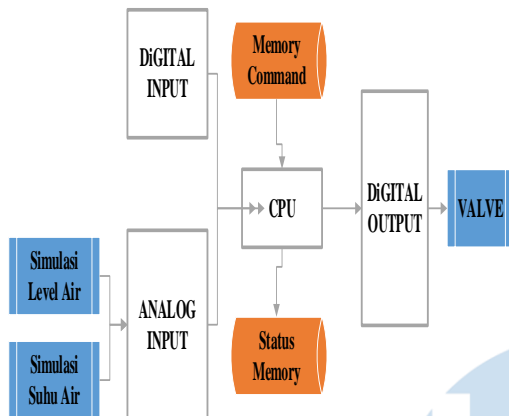 DiGITAL
INPUT
Memory
Command
CPU
DiGITAL
OUTPUT
VALVE
Simulasi
Level Air
ANALOG
INPUT
Simulasi
Suhu Air
Status
Memory